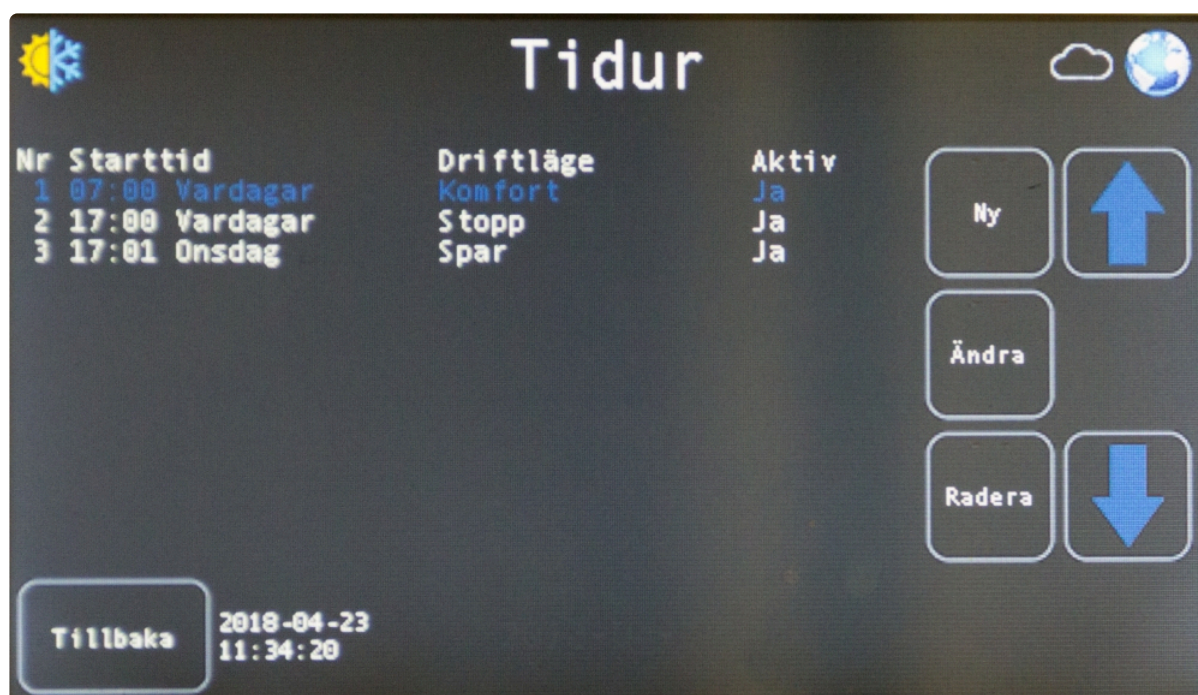 Tidur
Nr Starttid Driftläge Aktiv
1 07:00 Vardagar Komfort Ja
2 17:00 Vardagar Stopp Ja
3 17:01 Onsdag Spar Ja
Ny
Ändra
Radera
Tillbaka
2018-04-23
11:34:20